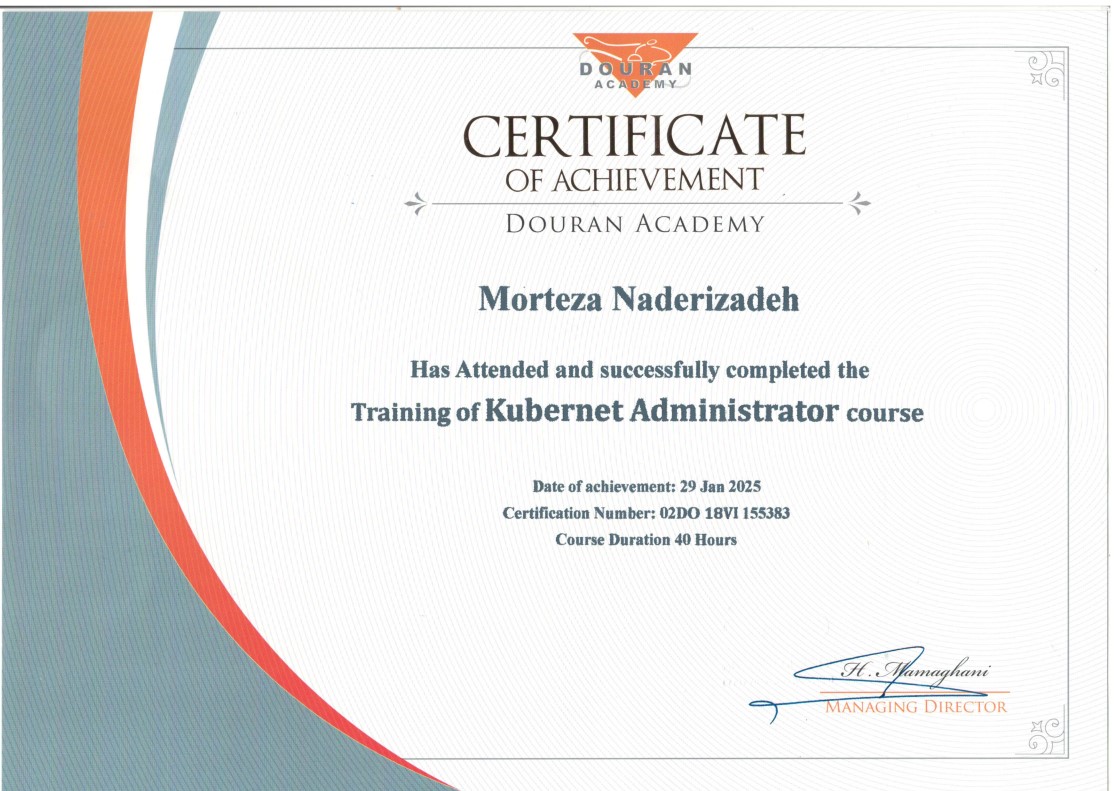 DOURAN
ACADEMY
CERTIFICATE
OF ACHIEVEMENT
DOURAN ACADEMY
Morteza Naderizadeh
Has Attended and successfully completed the
Training of Kubernet Administrator course
Date of achievement: 29 Jan 2025
Certification Number: 02DO 18VI 155383
Course Duration 40 Hours
H. Mamaghani
MANAGING DIRECTOR